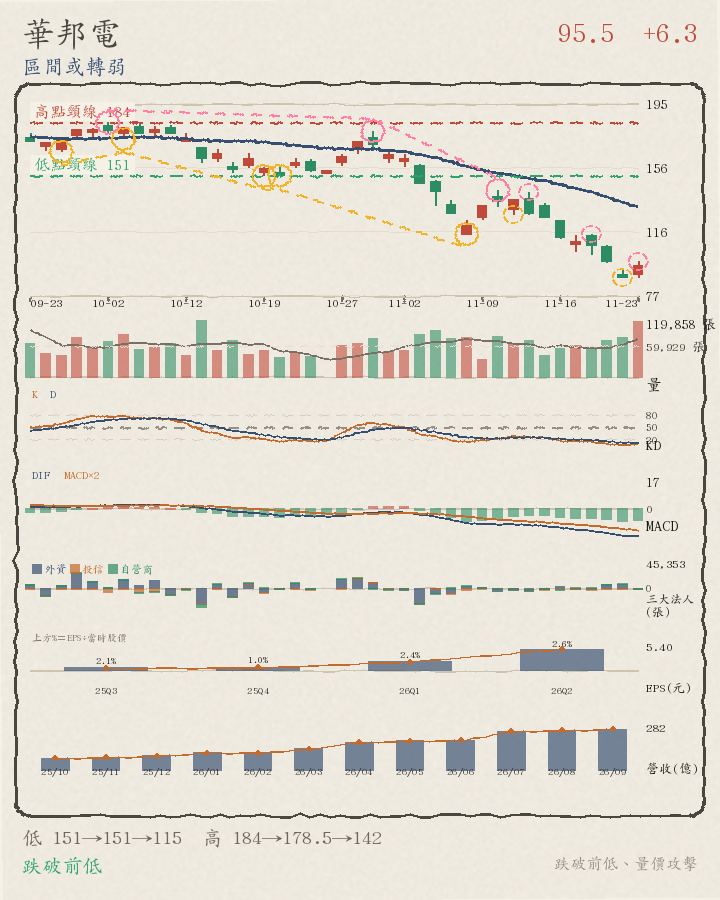 華邦電
95.5 +6.3
區間或轉弱
高點頸線 184
低點頸線 151
195
156
116
77
09-23 10-02 10-12 10-19 10-27 11-02 11-09 11-16 11-23
119,858 張
59,929 張
量
K D
80
50
20
KD
DIF MACD×2
17
0
MACD
外資 投信 自營商
45,353
0
三大法人
(張)
上方%=EPS÷當時股價
2.1% 1.0% 2.4% 2.6%
5.40
25Q3 25Q4 26Q1 26Q2
EPS(元)
282
25/10 25/11 25/12 26/01 26/02 26/03 26/04 26/05 26/06 26/07 26/08 26/09
營收(億)
低 151→151→115 高 184→178.5→142
跌破前低
跌破前低、量價攻擊